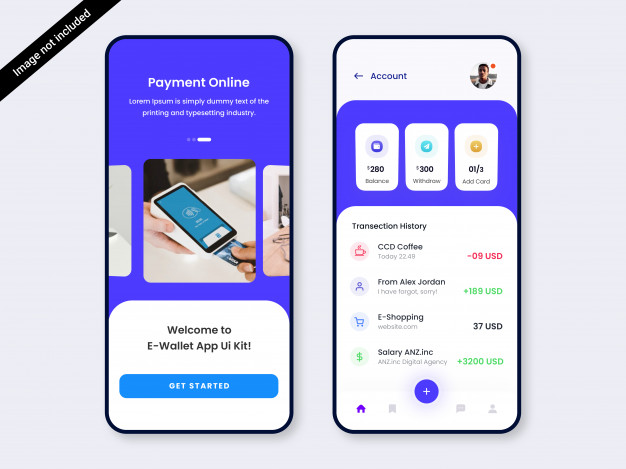 Image not included
Payment Online
Lorem Ipsum is simply dummy text of the
printing and typesetting industry.
Welcome to
E-Wallet App Ui Kit!
GET STARTED
Account
$280
Balance
$300
Withdrow
01/3
Add Card
Transection History
CCD Coffee
Today 22,49
-09 USD
From Alex Jordan
I have forgot, sorry!
+189 USD
E-Shopping
website.com
37 USD
Salary ANZ.inc
ANZ.inc Digital Agency
+3200 USD